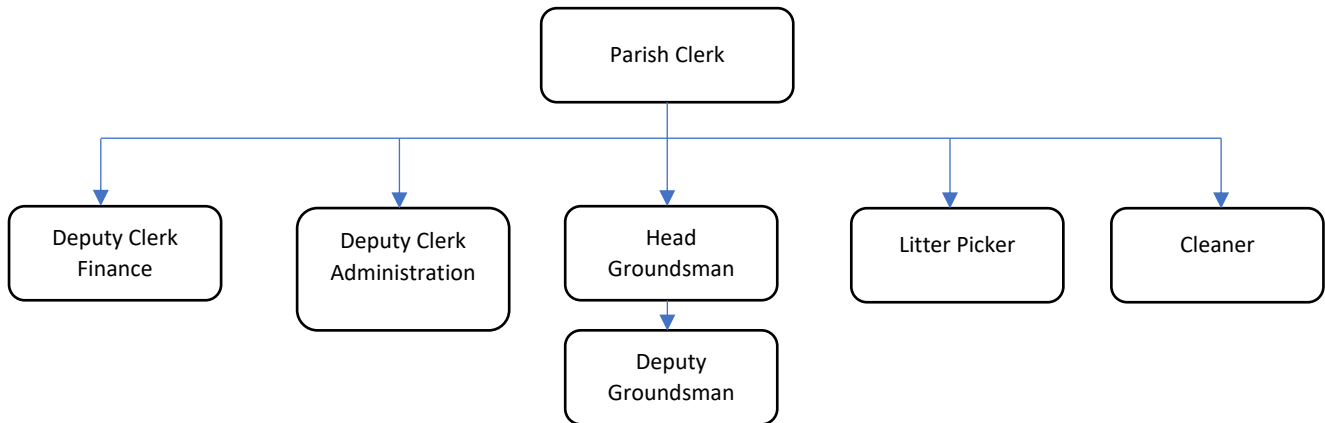 Parish Clerk
Deputy Clerk
Finance
Deputy Clerk
Administration
Head
Groundsman
Litter Picker
Cleaner
Deputy
Groundsman